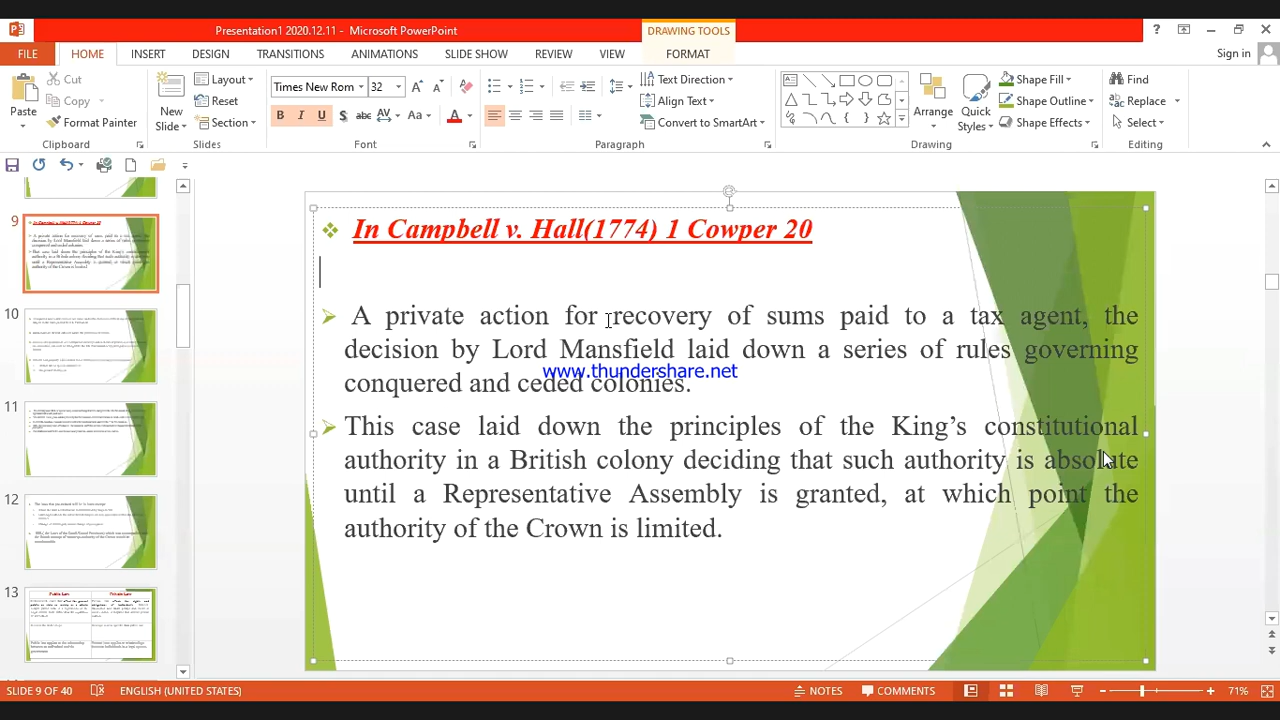 Presentation1 2020.12.11 - Microsoft PowerPoint
DRAWING TOOLS
Sign in
FILE HOME INSERT DESIGN TRANSITIONS ANIMATIONS SLIDE SHOW REVIEW VIEW FORMAT
Paste
Cut
Copy
Format Painter
Clipboard
New Slide
Layout
Reset
Section
Slides
Times New Rom 32
B I U S abc AV Aa A
Font
Text Direction
Align Text
Convert to SmartArt
Paragraph
Arrange
Quick Styles
Shape Fill
Shape Outline
Shape Effects
Drawing
Find
Replace
Select
Editing
9
10
11
12
13
Public Law Private Law
In Campbell v. Hall(1774) 1 Cowper 20
A private action for recovery of sums paid to a tax agent, the
decision by Lord Mansfield laid down a series of rules governing
www.thundershare.net
conquered and ceded colonies.
This case laid down the principles of the King’s constitutional
authority in a British colony deciding that such authority is absolute
until a Representative Assembly is granted, at which point the
authority of the Crown is limited.
SLIDE 9 OF 40 ENGLISH (UNITED STATES) NOTES COMMENTS 71%